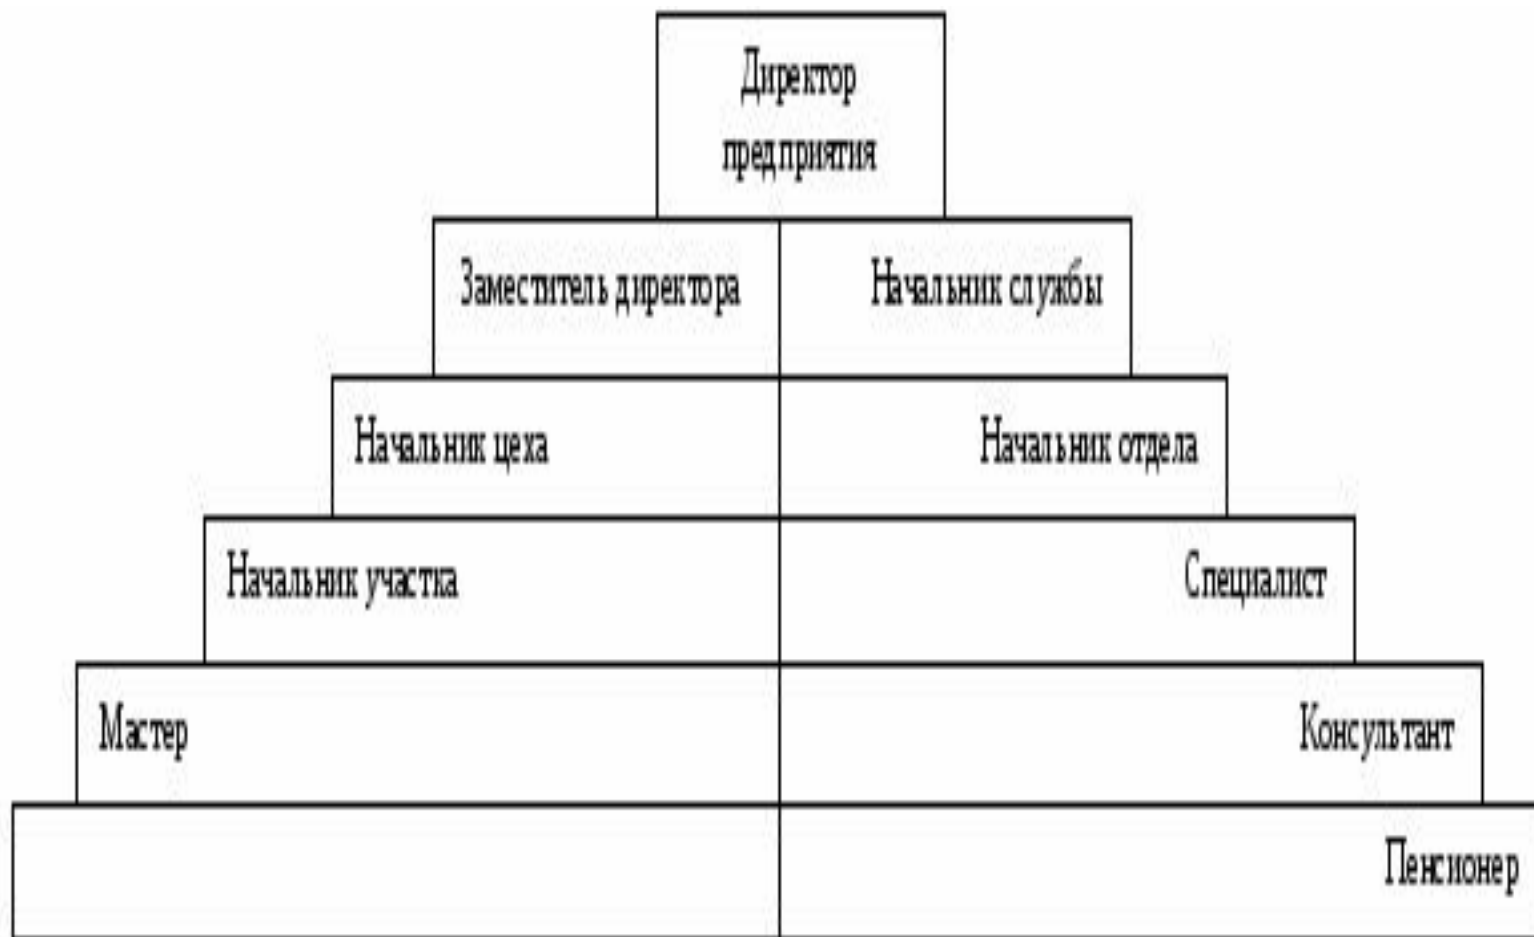 Директор
предприятия
Заместитель директора
Начальник службы
Начальник цеха
Начальник отдела
Начальник участка
Специалист
Мастер
Консультант
Пенсионер